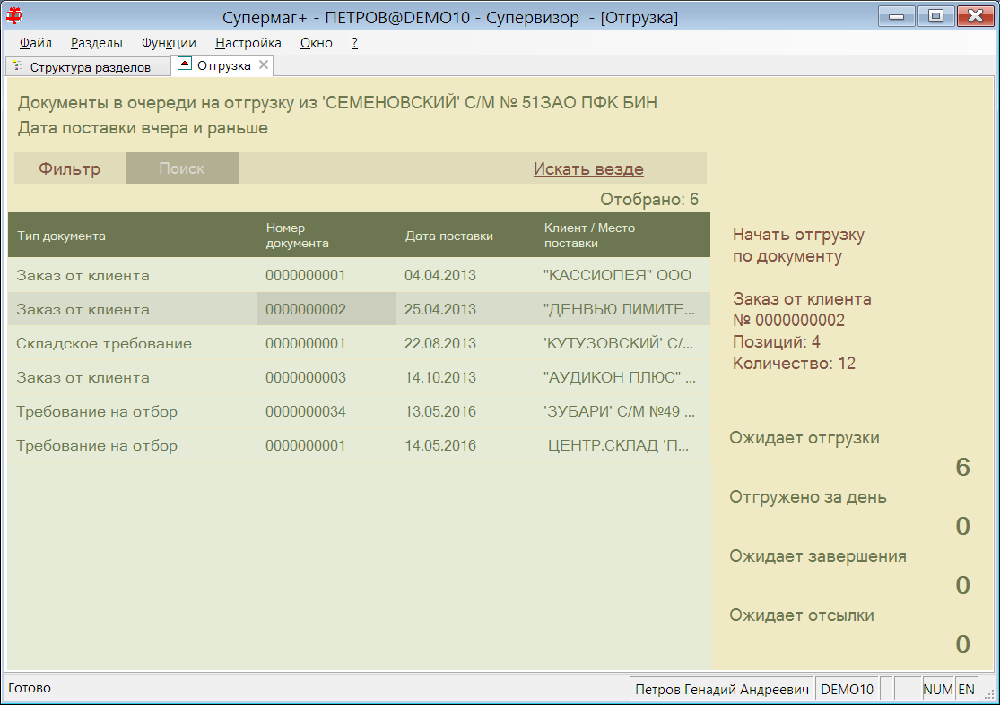 Супермаг+ - ПЕТРОВ@DEMO10 - Супервизор - [Отгрузка]
Файл Разделы Функции Настройка Окно ?
Структура разделов Отгрузка
Документы в очереди на отгрузку из 'СЕМЕНОВСКИЙ' С/М № 51ЗАО ПФК БИН
Дата поставки вчера и раньше
Фильтр Поиск Искать везде
Отобрано: 6
Тип документа Номер документа Дата поставки Клиент / Место поставки
Заказ от клиента 0000000001 04.04.2013 "КАССИОПЕЯ" ООО
Заказ от клиента 0000000002 25.04.2013 "ДЕНВЬЮ ЛИМИТЕ...
Складское требование 0000000001 22.08.2013 'КУТУЗОВСКИЙ' С/...
Заказ от клиента 0000000003 14.10.2013 "АУДИКОН ПЛЮС" ...
Требование на отбор 0000000034 13.05.2016 'ЗУБАРИ' С/М №49 ...
Требование на отбор 0000000001 14.05.2016 ЦЕНТР.СКЛАД 'П...
Начать отгрузку
по документу
Заказ от клиента
№ 0000000002
Позиций: 4
Количество: 12
Ожидает отгрузки
6
Отгружено за день
0
Ожидает завершения
0
Ожидает отсылки
0
Готово Петров Генадий Андреевич DEMO10 NUM EN